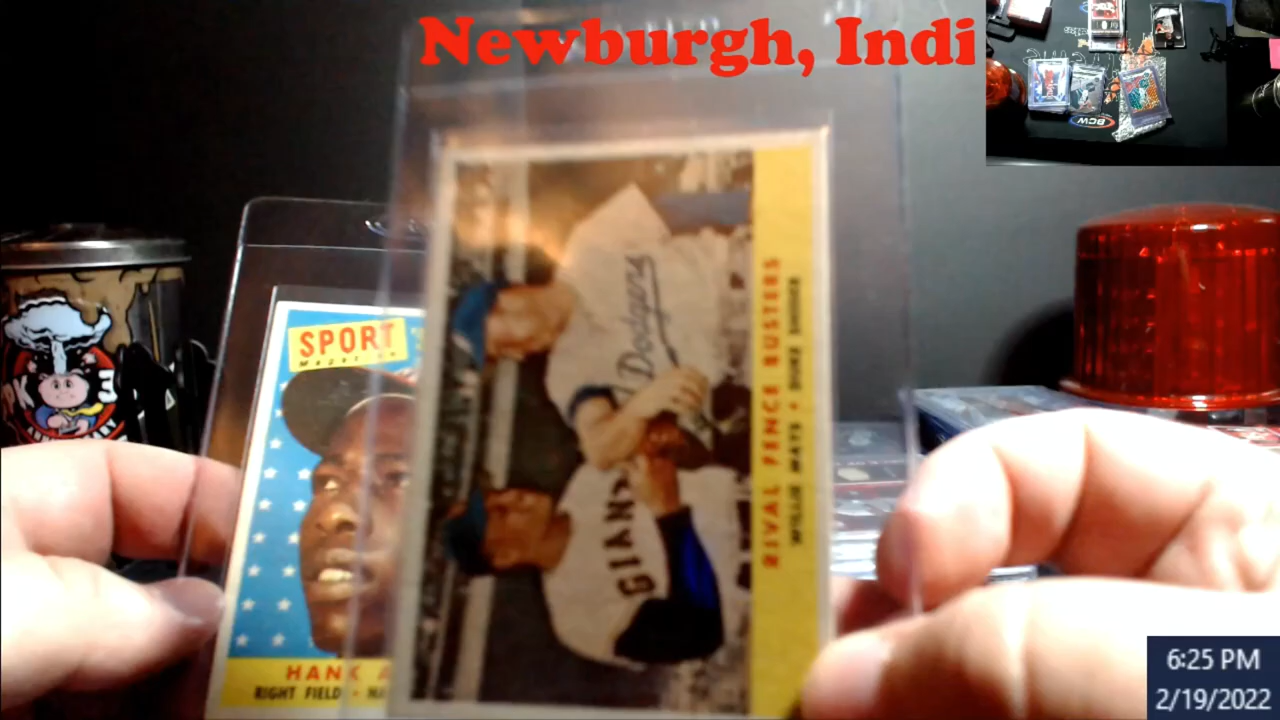 Newburgh, Indi
SPORT
HANK A
RIGHT FIELD •
RIVAL FENCE BUSTERS
WILLIE MAYS • DUKE SNIDER
Dodgers
GIANTS
BCW
6:25 PM
2/19/2022